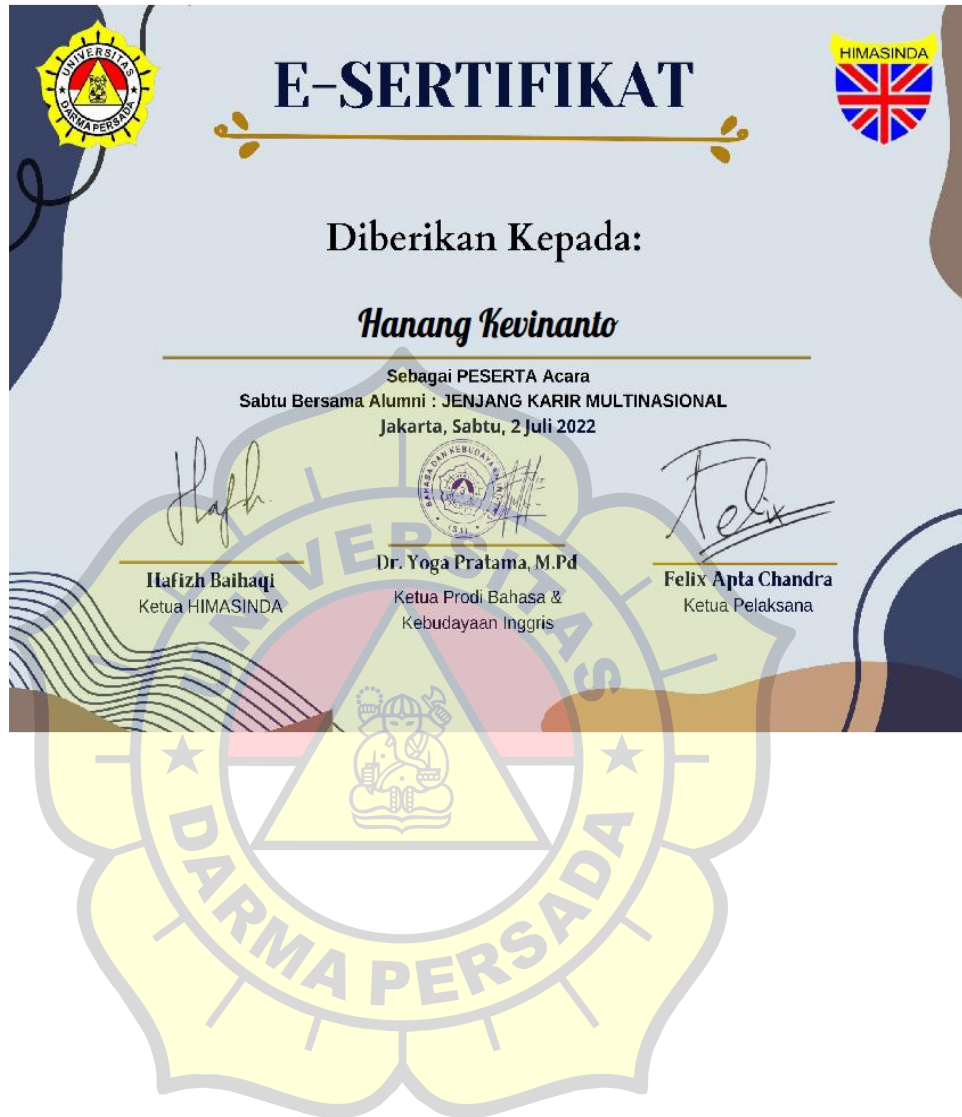 UNIVERSITAS
DARMA PERSADA
HIMASINDA
E-SERTIFIKAT
Diberikan Kepada:
Hanang Kevinanto
Sebagai PESERTA Acara
Sabtu Bersama Alumni : JENJANG KARIR MULTINASIONAL
Jakarta, Sabtu, 2 Juli 2022
Hafizh Baihaqi
Ketua HIMASINDA
Dr. Yoga Pratama, M.Pd
Ketua Prodi Bahasa &
Kebudayaan Inggris
Felix Apta Chandra
Ketua Pelaksana
UNIVERSITAS
DARMA PERSADA